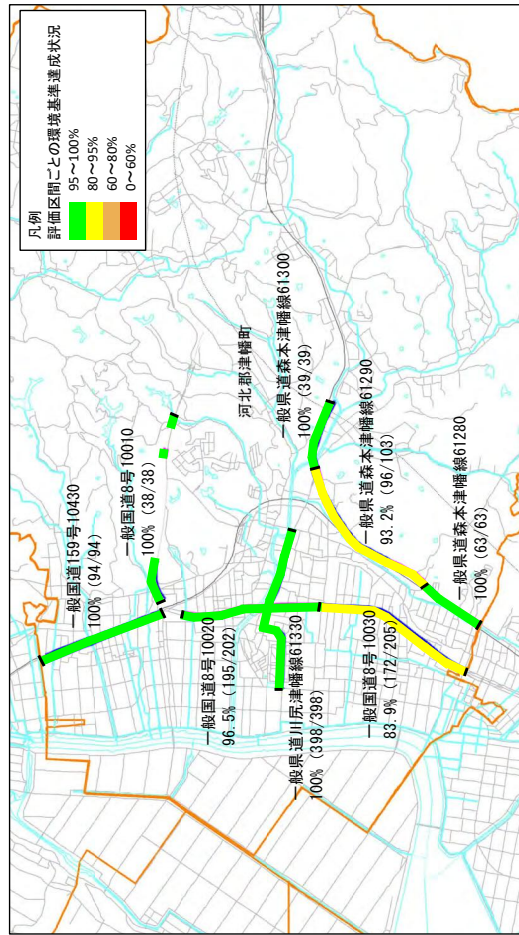 凡例
評価区間ごとの環境基準達成状況
95～100%
80～95%
60～80%
0～60%
一般国道159号10430
100% (94/94)
一般国道8号10010
100% (38/38)
河北郡津幡町
一般国道8号10020
96.5% (195/202)
一般県道森本津幡線61300
100% (39/39)
一般県道川尻津幡線61330
100% (398/398)
一般県道森本津幡線61290
93.2% (96/103)
一般国道8号10030
83.9% (172/205)
一般県道森本津幡線61280
100% (63/63)